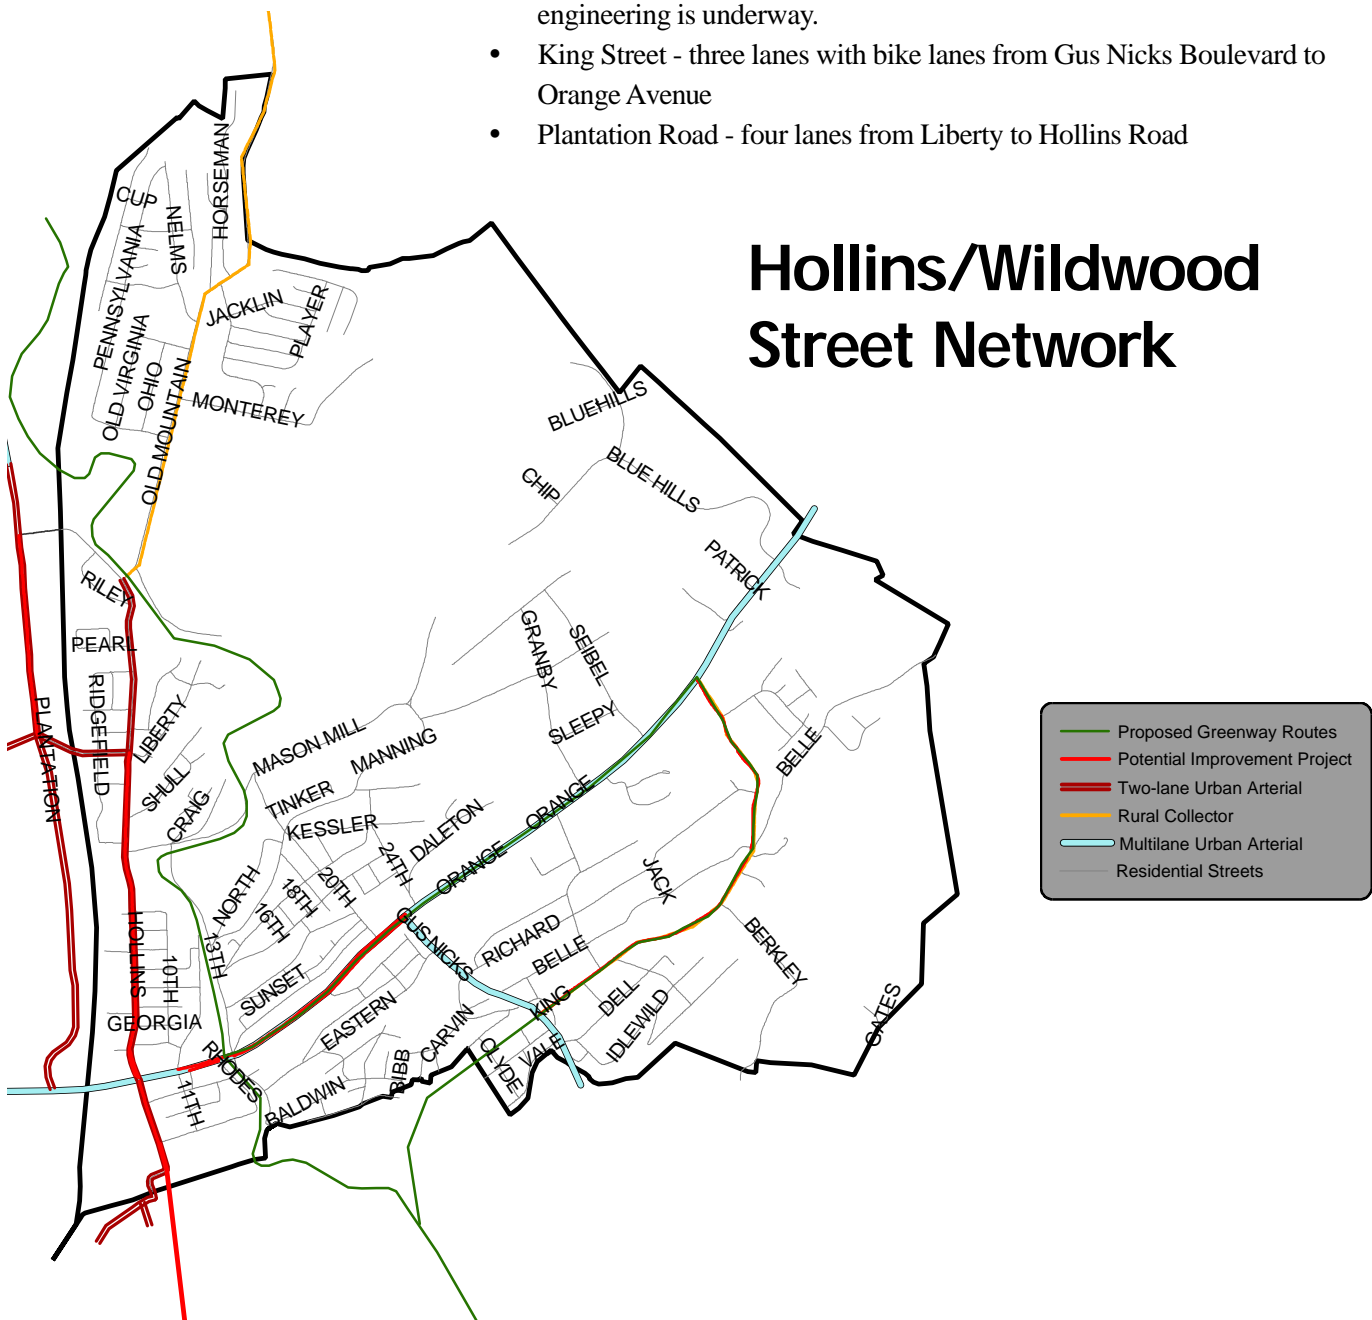 engineering is underway.
• King Street - three lanes with bike lanes from Gus Nicks Boulevard to
Orange Avenue
• Plantation Road - four lanes from Liberty to Hollins Road
Hollins/Wildwood
Street Network
HORSEMAN
CUP
NELMS
PENNSYLVANIA
JACKLIN
PLAYER
OLD VIRGINIA
OHIO
OLD MOUNTAIN
MONTEREY
BLUEHILLS
BLUE HILLS
CHIP
PATRICK
RILEY
PEARL
GRANBY
SEIBEL
RIDGEFIELD
PLANTATION
LIBERTY
SLEEPY
MASON MILL
MANNING
BELLE
SHULL
CRAIG
TINKER
KESSLER
DALETON
ORANGE
ORANGE
24TH
20TH
18TH
16TH
NORTH
JACK
GUS NICKS
RICHARD
BELLE
BERKLEY
HOLLINS
10TH
13TH
SUNSET
EASTERN
KING
DELL
IDLEWILD
GATES
GEORGIA
RHODES
CARVIN
CLYDE
VALE
BIBB
11TH
BALDWIN
Proposed Greenway Routes
Potential Improvement Project
Two-lane Urban Arterial
Rural Collector
Multilane Urban Arterial
Residential Streets